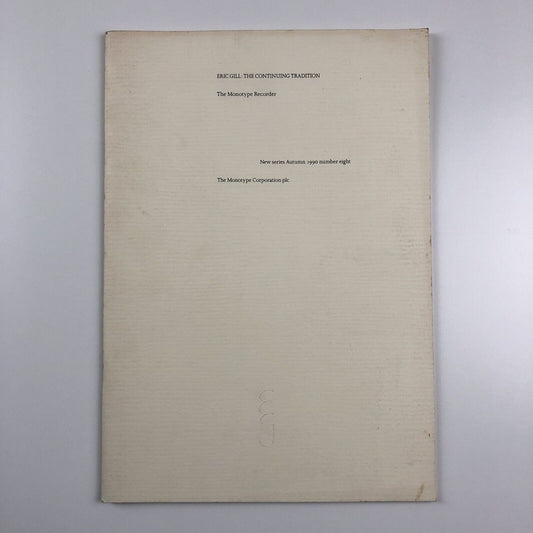 ERIC GILL: THE CONTINUING TRADITION
The Monotype Recorder
New series Autumn 1990 number eight
The Monotype Corporation plc